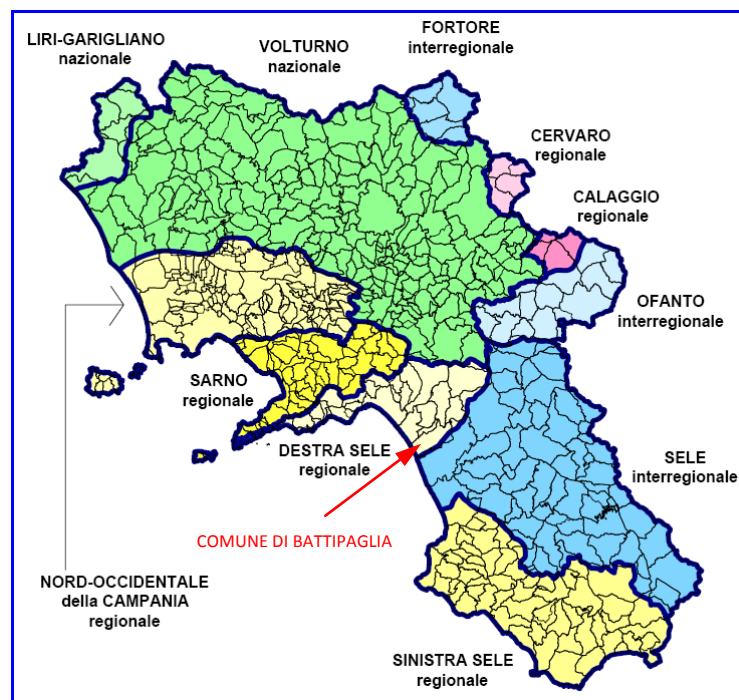 FORTORE
interregionale
LIRI-GARIGLIANO
nazionale
VOLTURNO
nazionale
CERVARO
regionale
CALAGGIO
regionale
OFANTO
interregionale
SARNO
regionale
DESTRA SELE
regionale
SELE
interregionale
COMUNE DI BATTIPAGLIA
NORD-OCCIDENTALE
della CAMPANIA
regionale
SINISTRA SELE
regionale